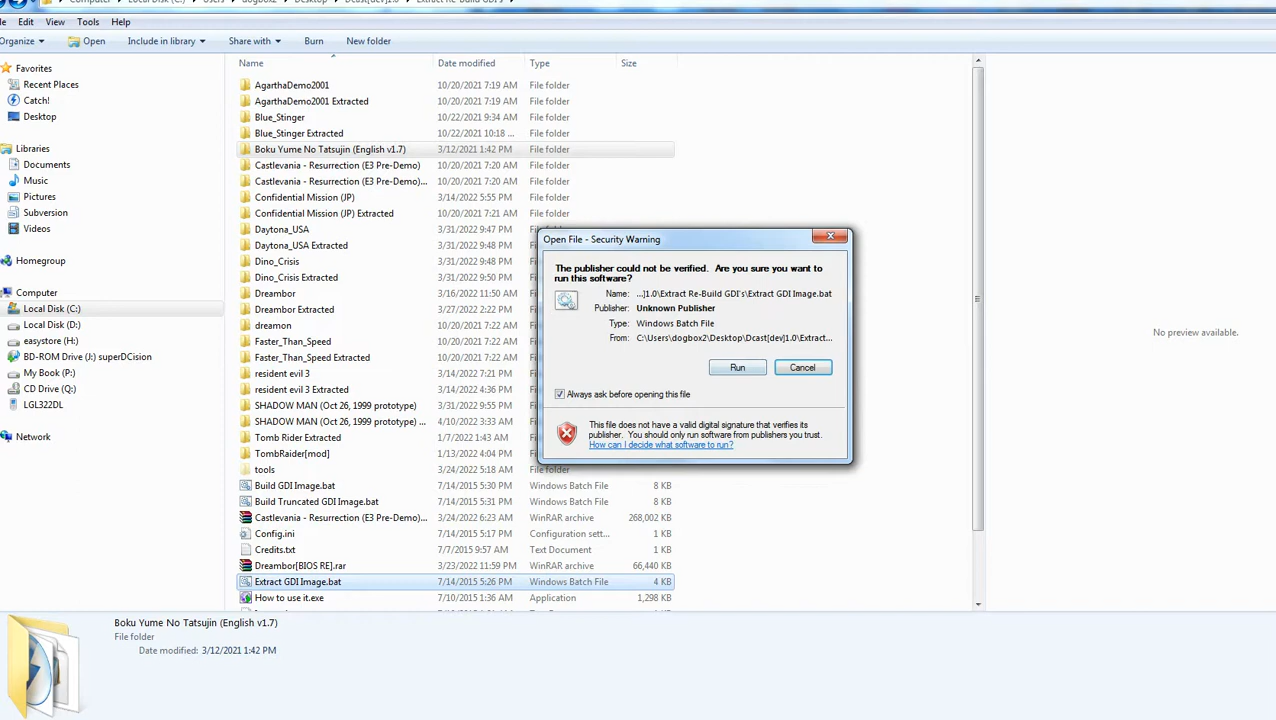 Computer Local Disk (C:) Users dogbox2 Desktop Dcast[dev]1.0 Extract Re-Build GDI's
Edit View Tools Help
Organize Open Include in library Share with Burn New folder
Name Date modified Type Size
Favorites
Recent Places
Catch!
Desktop
Libraries
Documents
Music
Pictures
Subversion
Videos
Homegroup
Computer
Local Disk (C:)
Local Disk (D:)
easystore (H:)
BD-ROM Drive (J:) superDCision
My Book (P:)
CD Drive (Q:)
LGL322DL
Network
AgarthaDemo2001 10/20/2021 7:19 AM File folder
AgarthaDemo2001 Extracted 10/20/2021 7:19 AM File folder
Blue_Stinger 10/22/2021 9:34 AM File folder
Blue_Stinger Extracted 10/22/2021 10:18 ... File folder
Boku Yume No Tatsujin (English v1.7) 3/12/2021 1:42 PM File folder
Castlevania - Resurrection (E3 Pre-Demo) 10/20/2021 7:20 AM File folder
Castlevania - Resurrection (E3 Pre-Demo)... 10/20/2021 7:20 AM File folder
Confidential Mission (JP) 3/14/2022 5:55 PM File folder
Confidential Mission (JP) Extracted 10/20/2021 7:21 AM File folder
Daytona_USA 3/31/2022 9:47 PM File folder
Daytona_USA Extracted 3/31/2022 9:48 PM File folder
Dino_Crisis 3/31/2022 9:48 PM File folder
Dino_Crisis Extracted 3/31/2022 9:50 PM File folder
Dreambor 3/16/2022 11:50 AM File folder
Dreambor Extracted 3/27/2022 2:22 PM File folder
dreamon 10/20/2021 7:22 AM File folder
Faster_Than_Speed 10/20/2021 7:22 AM File folder
Faster_Than_Speed Extracted 10/20/2021 7:22 AM File folder
resident evil 3 10/20/2021 7:21 AM File folder
resident evil 3 Extracted 3/23/2022 4:36 PM File folder
SHADOW MAN (Oct 26, 1999 prototype) 3/31/2022 9:55 PM File folder
SHADOW MAN (Oct 26, 1999 prototype)... 4/10/2022 3:33 AM File folder
Tomb Rider Extracted 1/7/2022 1:43 AM File folder
TombRaider[mod] 1/13/2022 4:04 PM File folder
tools 3/24/2022 5:18 AM File folder
Build GDI Image.bat 7/14/2015 5:30 PM Windows Batch File 8 KB
Build Truncated GDI Image.bat 7/14/2015 5:31 PM Windows Batch File 8 KB
Castlevania - Resurrection (E3 Pre-Demo)... 3/24/2022 6:23 AM WinRAR archive 268,002 KB
Config.ini 7/14/2015 5:17 PM Configuration sett... 1 KB
Credits.txt 7/7/2015 9:57 AM Text Document 1 KB
Dreambor[BIOS RE].rar 3/23/2022 11:59 PM WinRAR archive 66,440 KB
Extract GDI Image.bat 7/14/2015 5:26 PM Windows Batch File 4 KB
How to use it.exe 7/10/2015 1:36 AM Application 1,298 KB
Open File - Security Warning
The publisher could not be verified. Are you sure you want to
run this software?
Name: ...]1.0\Extract Re-Build GDI's\Extract GDI Image.bat
Publisher: Unknown Publisher
Type: Windows Batch File
From: C:\Users\dogbox2\Desktop\Dcast[dev]1.0\Extract...
Run Cancel
Always ask before opening this file
This file does not have a valid digital signature that verifies its
publisher. You should only run software from publishers you trust.
How can I decide what software to run?
No preview available.
Boku Yume No Tatsujin (English v1.7)
File folder
Date modified: 3/12/2021 1:42 PM